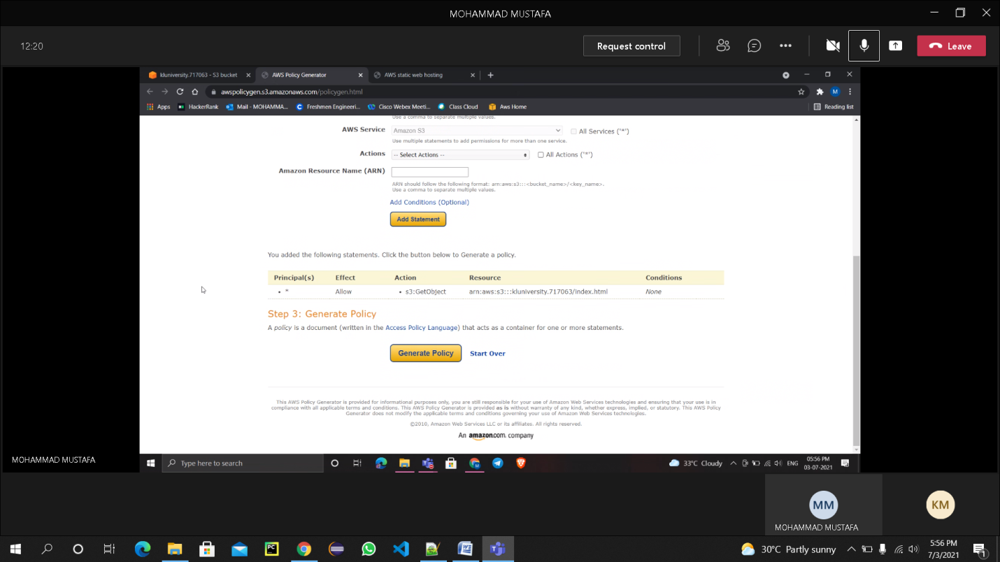 MOHAMMAD MUSTAFA
12:20
Request control
Leave
kluniversity.717063 - S3 bucket
AWS Policy Generator
AWS static web hosting
awspolicygen.s3.amazonaws.com/policygen.html
Apps
HackerRank
Mail - MOHAMMA...
Freshmen Engineeri...
Cisco Webex Meeti...
Class Cloud
Aws Home
Reading list
Use a comma to separate multiple values.
AWS Service
Amazon S3
All Services ('*')
Use multiple statements to add permissions for more than one service.
Actions
-- Select Actions --
All Actions ('*')
Amazon Resource Name (ARN)
ARN should follow the following format: arn:aws:s3:::<bucket_name>/<key_name>.
Use a comma to separate multiple values.
Add Conditions (Optional)
Add Statement
You added the following statements. Click the button below to Generate a policy.
Principal(s) Effect Action Resource Conditions
• * Allow • s3:GetObject arn:aws:s3:::kluniversity.717063/index.html None
Step 3: Generate Policy
A policy is a document (written in the Access Policy Language) that acts as a container for one or more statements.
Generate Policy
Start Over
This AWS Policy Generator is provided for informational purposes only, you are still responsible for your use of Amazon Web Services technologies and ensuring that your use is in
compliance with all applicable terms and conditions. This AWS Policy Generator is provided as is without warranty of any kind, whether express, implied, or statutory. This AWS Policy
Generator does not modify the applicable terms and conditions governing your use of Amazon Web Services technologies.
©2010, Amazon Web Services LLC or its affiliates. All rights reserved.
An amazon.com company
MOHAMMAD MUSTAFA
Type here to search
33°C Cloudy
ENG
05:56 PM
03-07-2021
MM
MOHAMMAD MUSTAFA
KM
PC
30°C Partly sunny
5:56 PM
7/3/2021
1